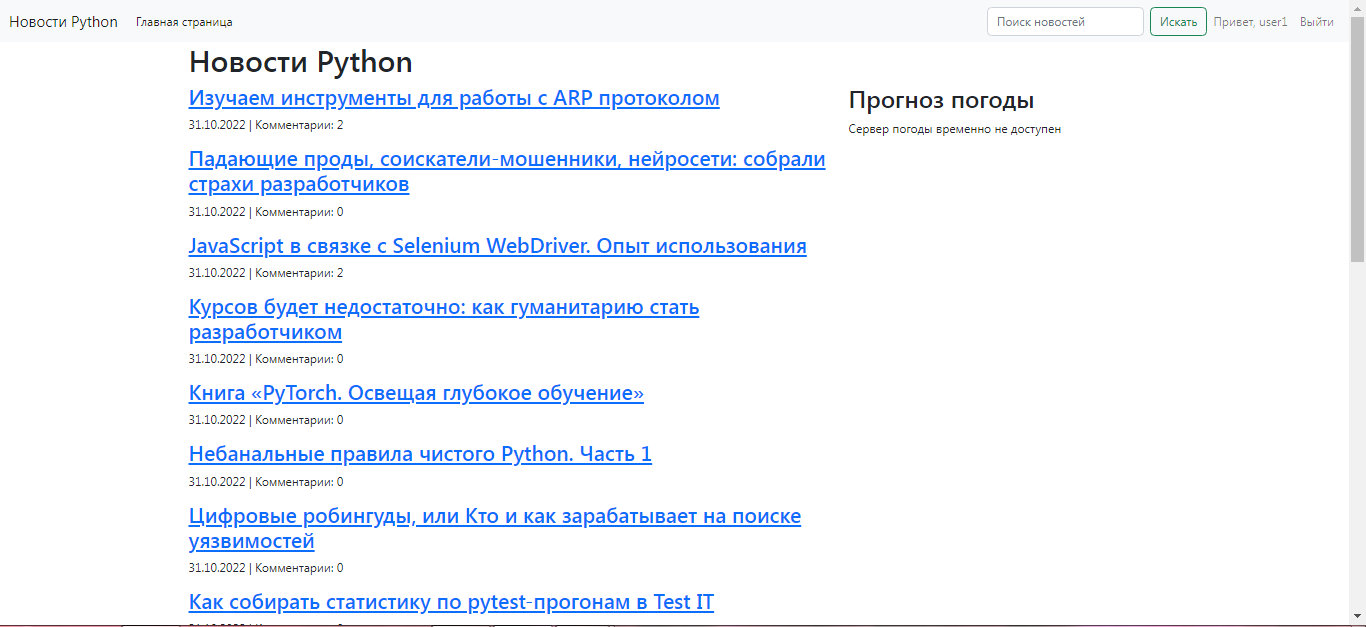 Новости Python Главная страница Поиск новостей Искать Привет, user1 Выйти
Новости Python
Изучаем инструменты для работы с ARP протоколом
31.10.2022 | Комментарии: 2
Падающие проды, соискатели-мошенники, нейросети: собрали
страхи разработчиков
31.10.2022 | Комментарии: 0
JavaScript в связке с Selenium WebDriver. Опыт использования
31.10.2022 | Комментарии: 2
Курсов будет недостаточно: как гуманитарию стать
разработчиком
31.10.2022 | Комментарии: 0
Книга «PyTorch. Освещая глубокое обучение»
31.10.2022 | Комментарии: 0
Небанальные правила чистого Python. Часть 1
31.10.2022 | Комментарии: 0
Цифровые робингуды, или Кто и как зарабатывает на поиске
уязвимостей
31.10.2022 | Комментарии: 0
Как собирать статистику по pytest-прогонам в Test IT
Прогноз погоды
Сервер погоды временно не доступен